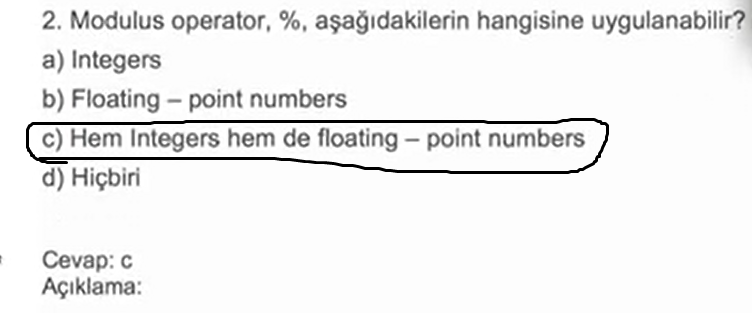 2. Modulus operator, %, aşağıdakilerin hangisine uygulanabilir?
a) Integers
b) Floating – point numbers
c) Hem Integers hem de floating – point numbers
d) Hiçbiri
Cevap: c
Açıklama: